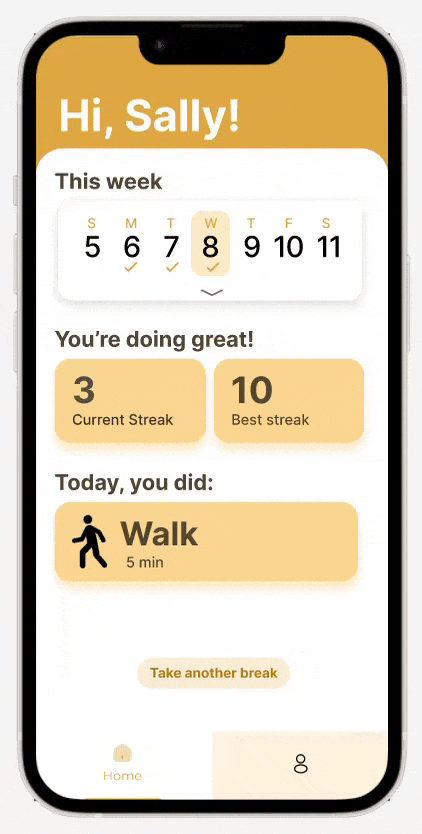 Hi, Sally!
This week
S M T W T F S
5 6 7 8 9 10 11
You’re doing great!
3
Current Streak
10
Best streak
Today, you did:
Walk
5 min
Take another break
Home